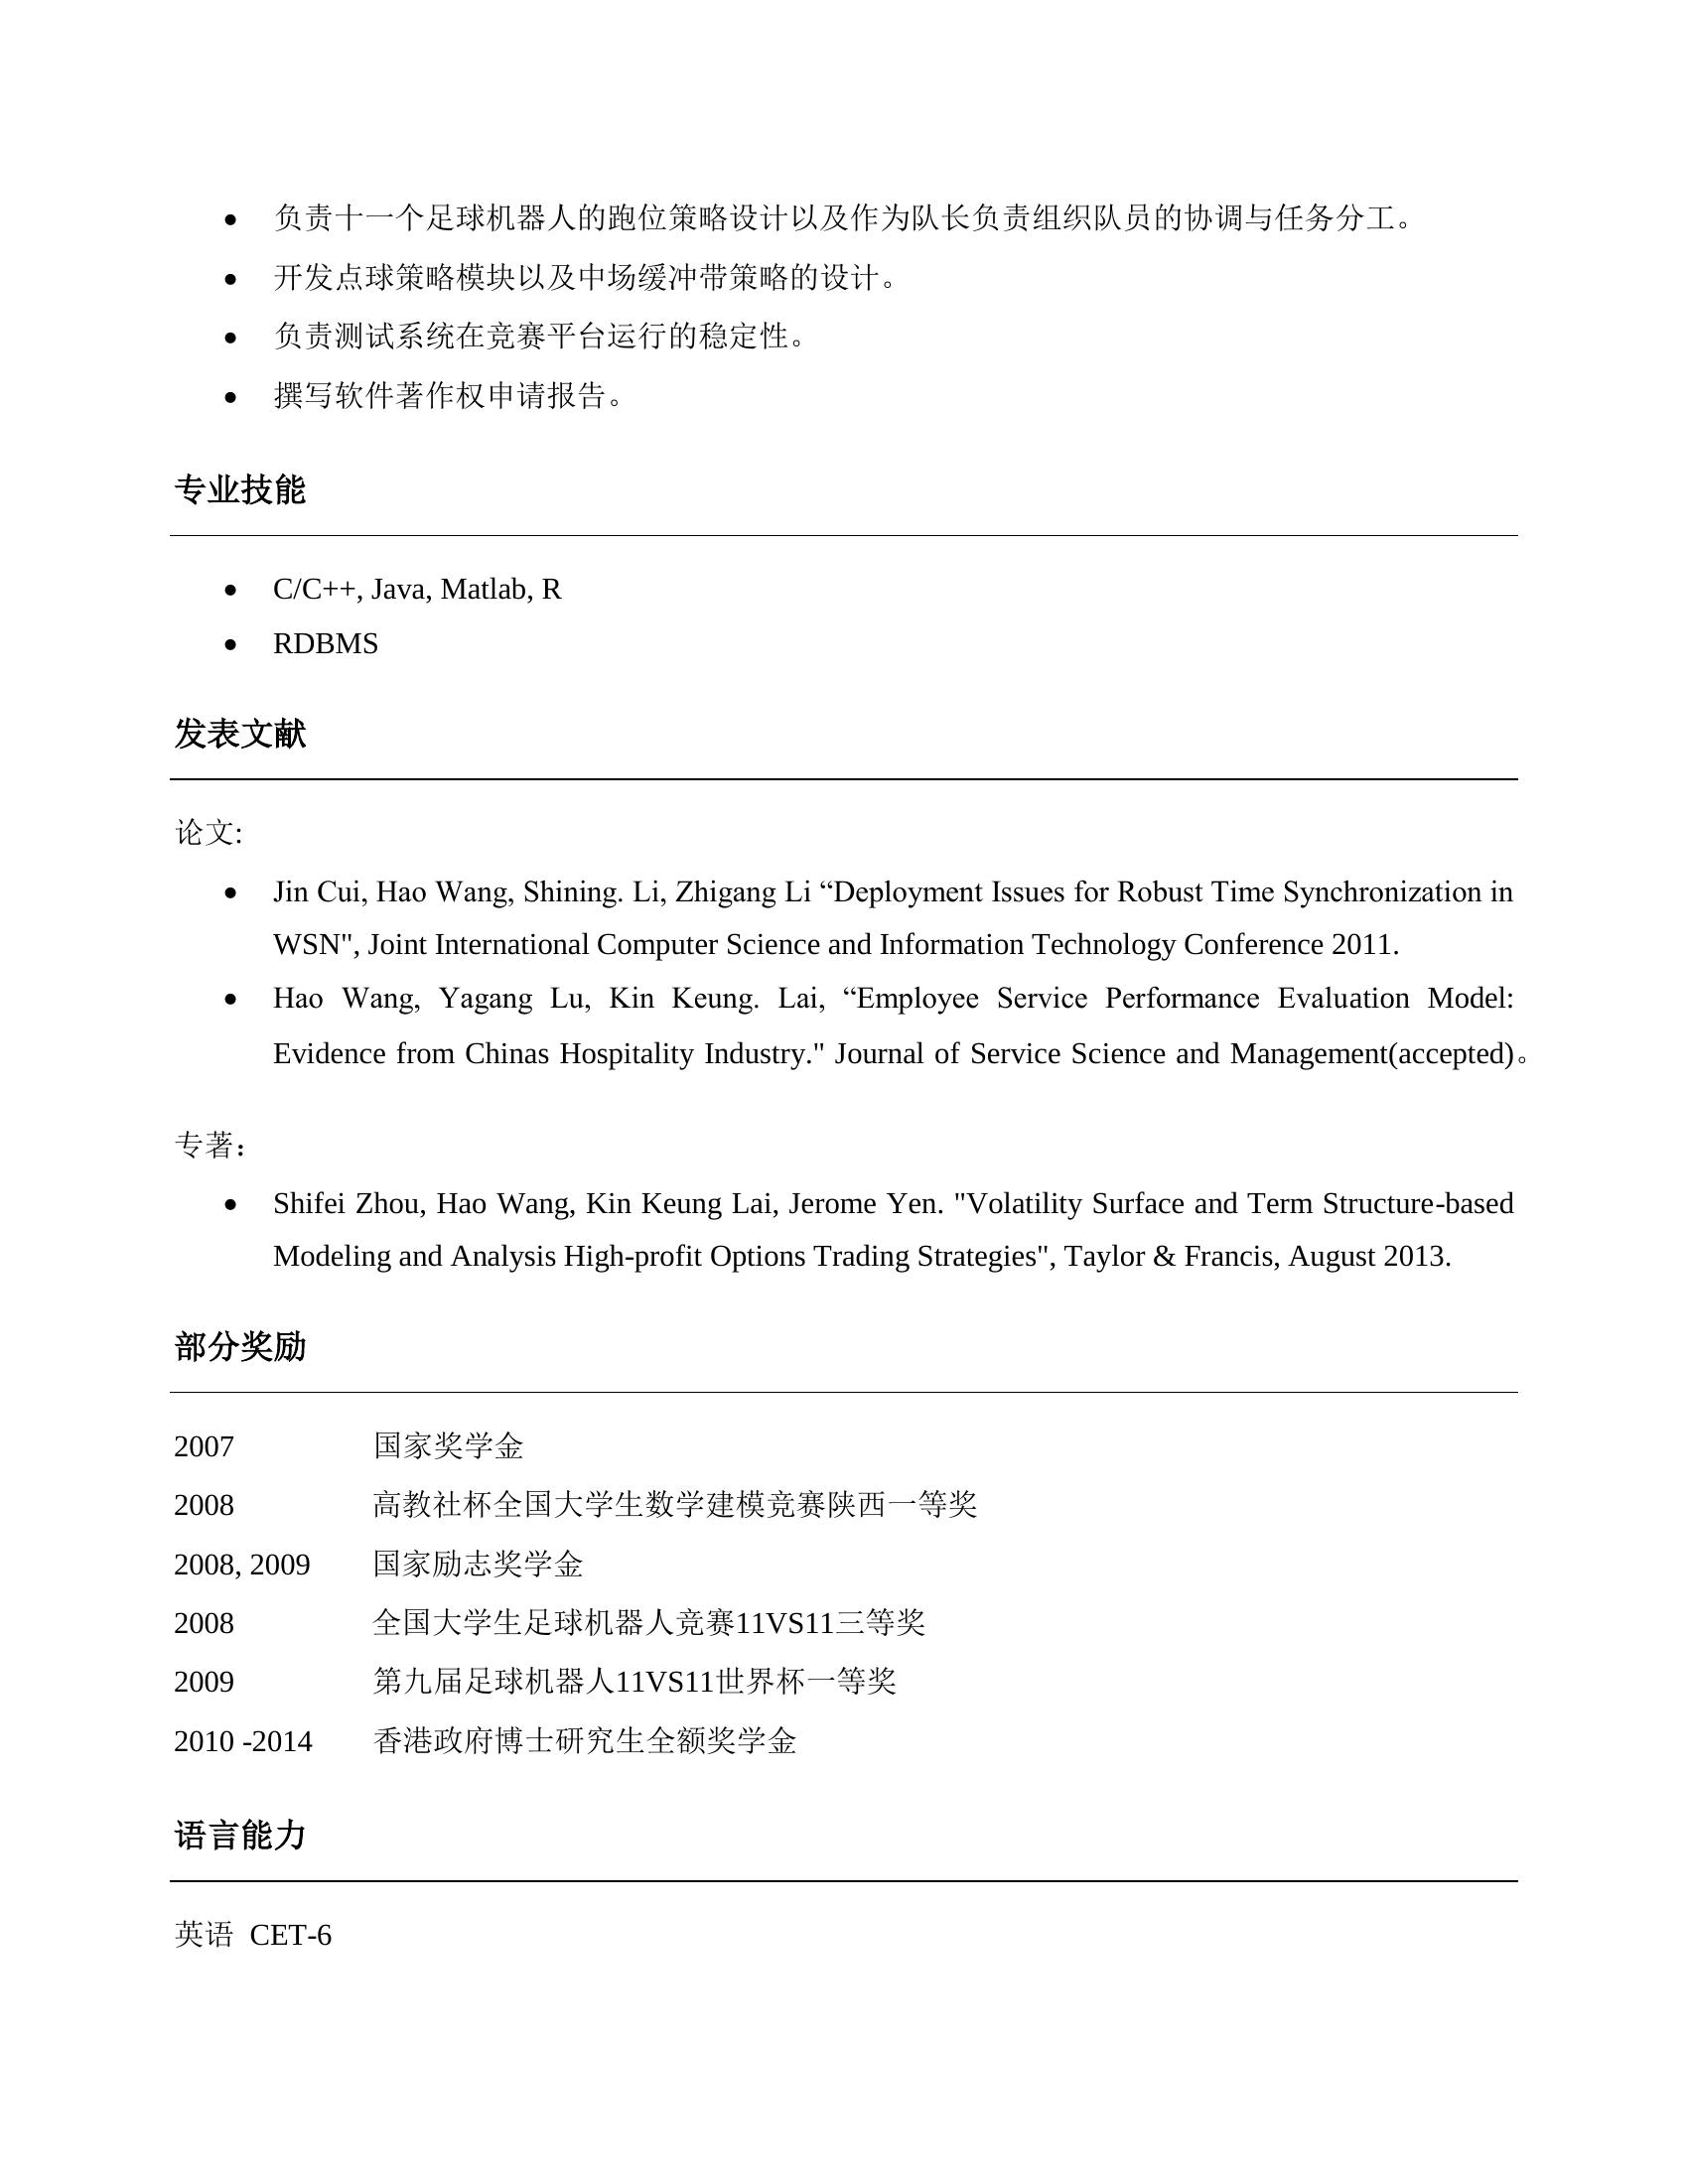 • 负责十一个足球机器人的跑位策略设计以及作为队长负责组织队员的协调与任务分工。
• 开发点球策略模块以及中场缓冲带策略的设计。
• 负责测试系统在竞赛平台运行的稳定性。
• 撰写软件著作权申请报告。
专业技能
• C/C++, Java, Matlab, R
• RDBMS
发表文献
论文:
• Jin Cui, Hao Wang, Shining. Li, Zhigang Li “Deployment Issues for Robust Time Synchronization in
WSN", Joint International Computer Science and Information Technology Conference 2011.
• Hao Wang, Yagang Lu, Kin Keung. Lai, “Employee Service Performance Evaluation Model:
Evidence from Chinas Hospitality Industry." Journal of Service Science and Management(accepted)。
专著：
• Shifei Zhou, Hao Wang, Kin Keung Lai, Jerome Yen. "Volatility Surface and Term Structure-based
Modeling and Analysis High-profit Options Trading Strategies", Taylor & Francis, August 2013.
部分奖励
2007 国家奖学金
2008 高教社杯全国大学生数学建模竞赛陕西一等奖
2008, 2009 国家励志奖学金
2008 全国大学生足球机器人竞赛11VS11三等奖
2009 第九届足球机器人11VS11世界杯一等奖
2010 -2014 香港政府博士研究生全额奖学金
语言能力
英语 CET-6